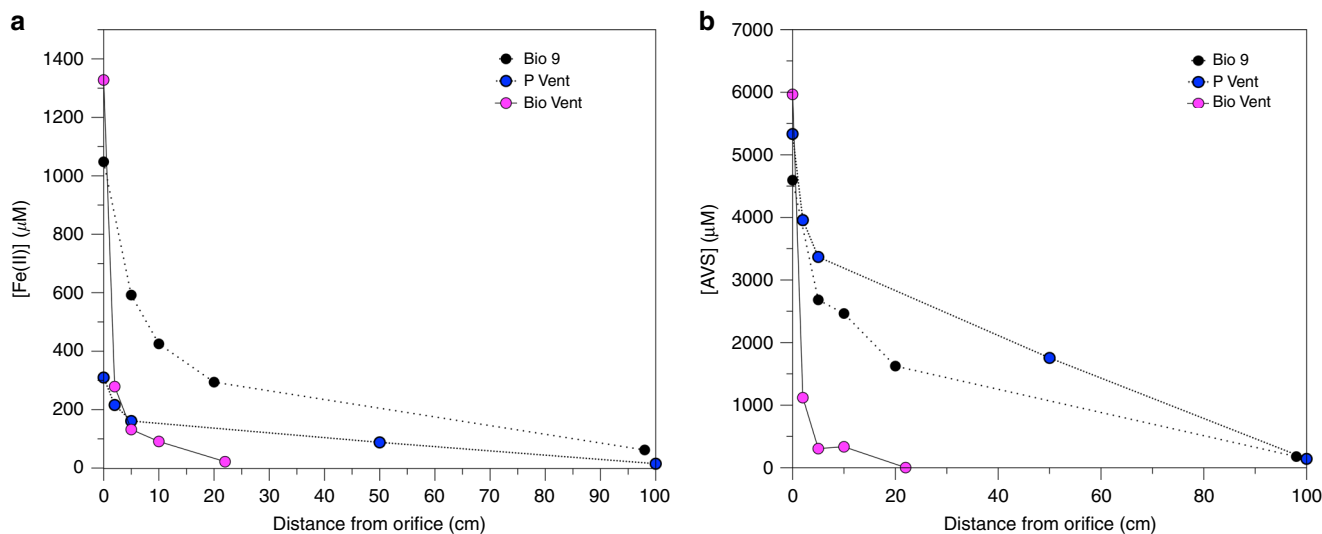 a
1400
1200
1000
800
600
400
200
0
[Fe(II)] (μM)
Bio 9
P Vent
Bio Vent
0 10 20 30 40 50 60 70 80 90 100
Distance from orifice (cm)
b
7000
6000
5000
4000
3000
2000
1000
0
[AVS] (μM)
Bio 9
P Vent
Bio Vent
0 20 40 60 80 100
Distance from orifice (cm)